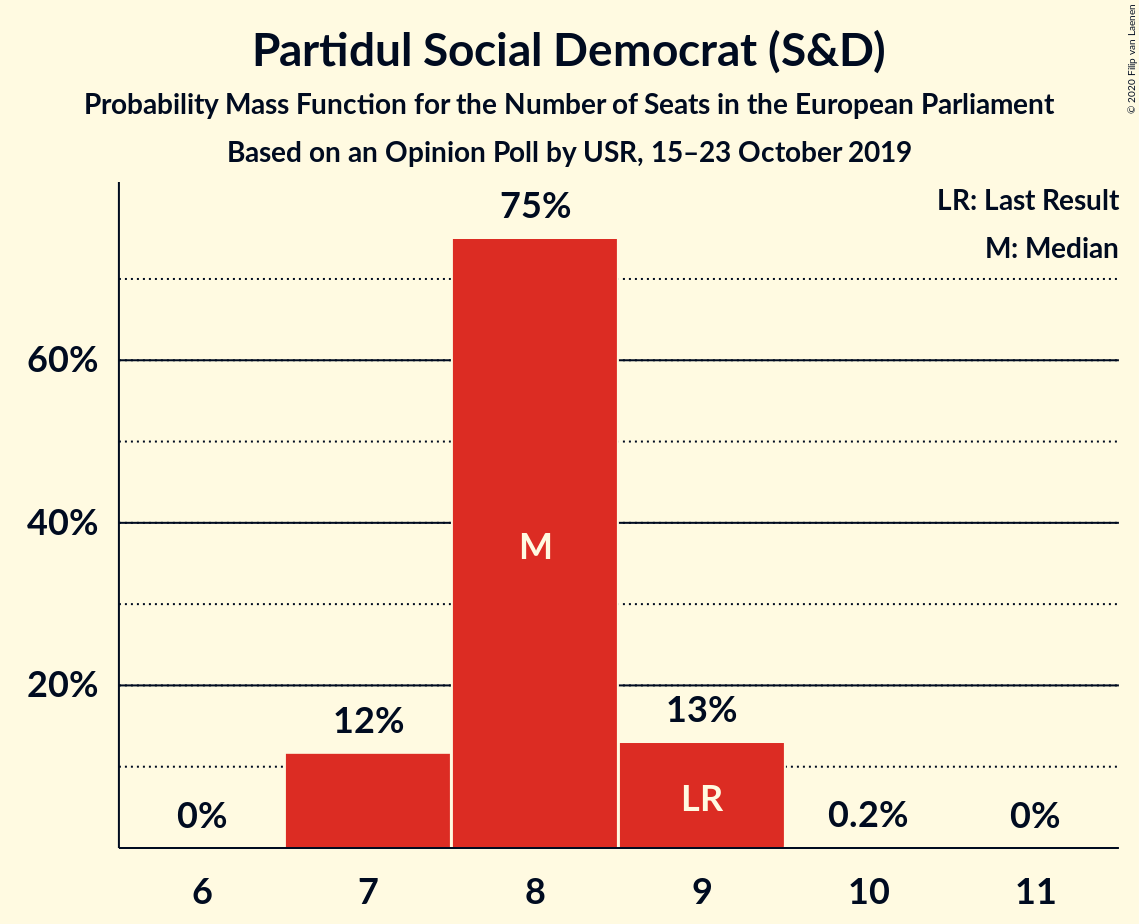 Partidul Social Democrat (S&D)
Probability Mass Function for the Number of Seats in the European Parliament
Based on an Opinion Poll by USR, 15–23 October 2019
© 2020 Filip van Laenen
LR: Last Result
M: Median
75%
60%
40%
M
20%
13%
12%
LR
0%
0.2%
0%
6
7
8
9
10
11